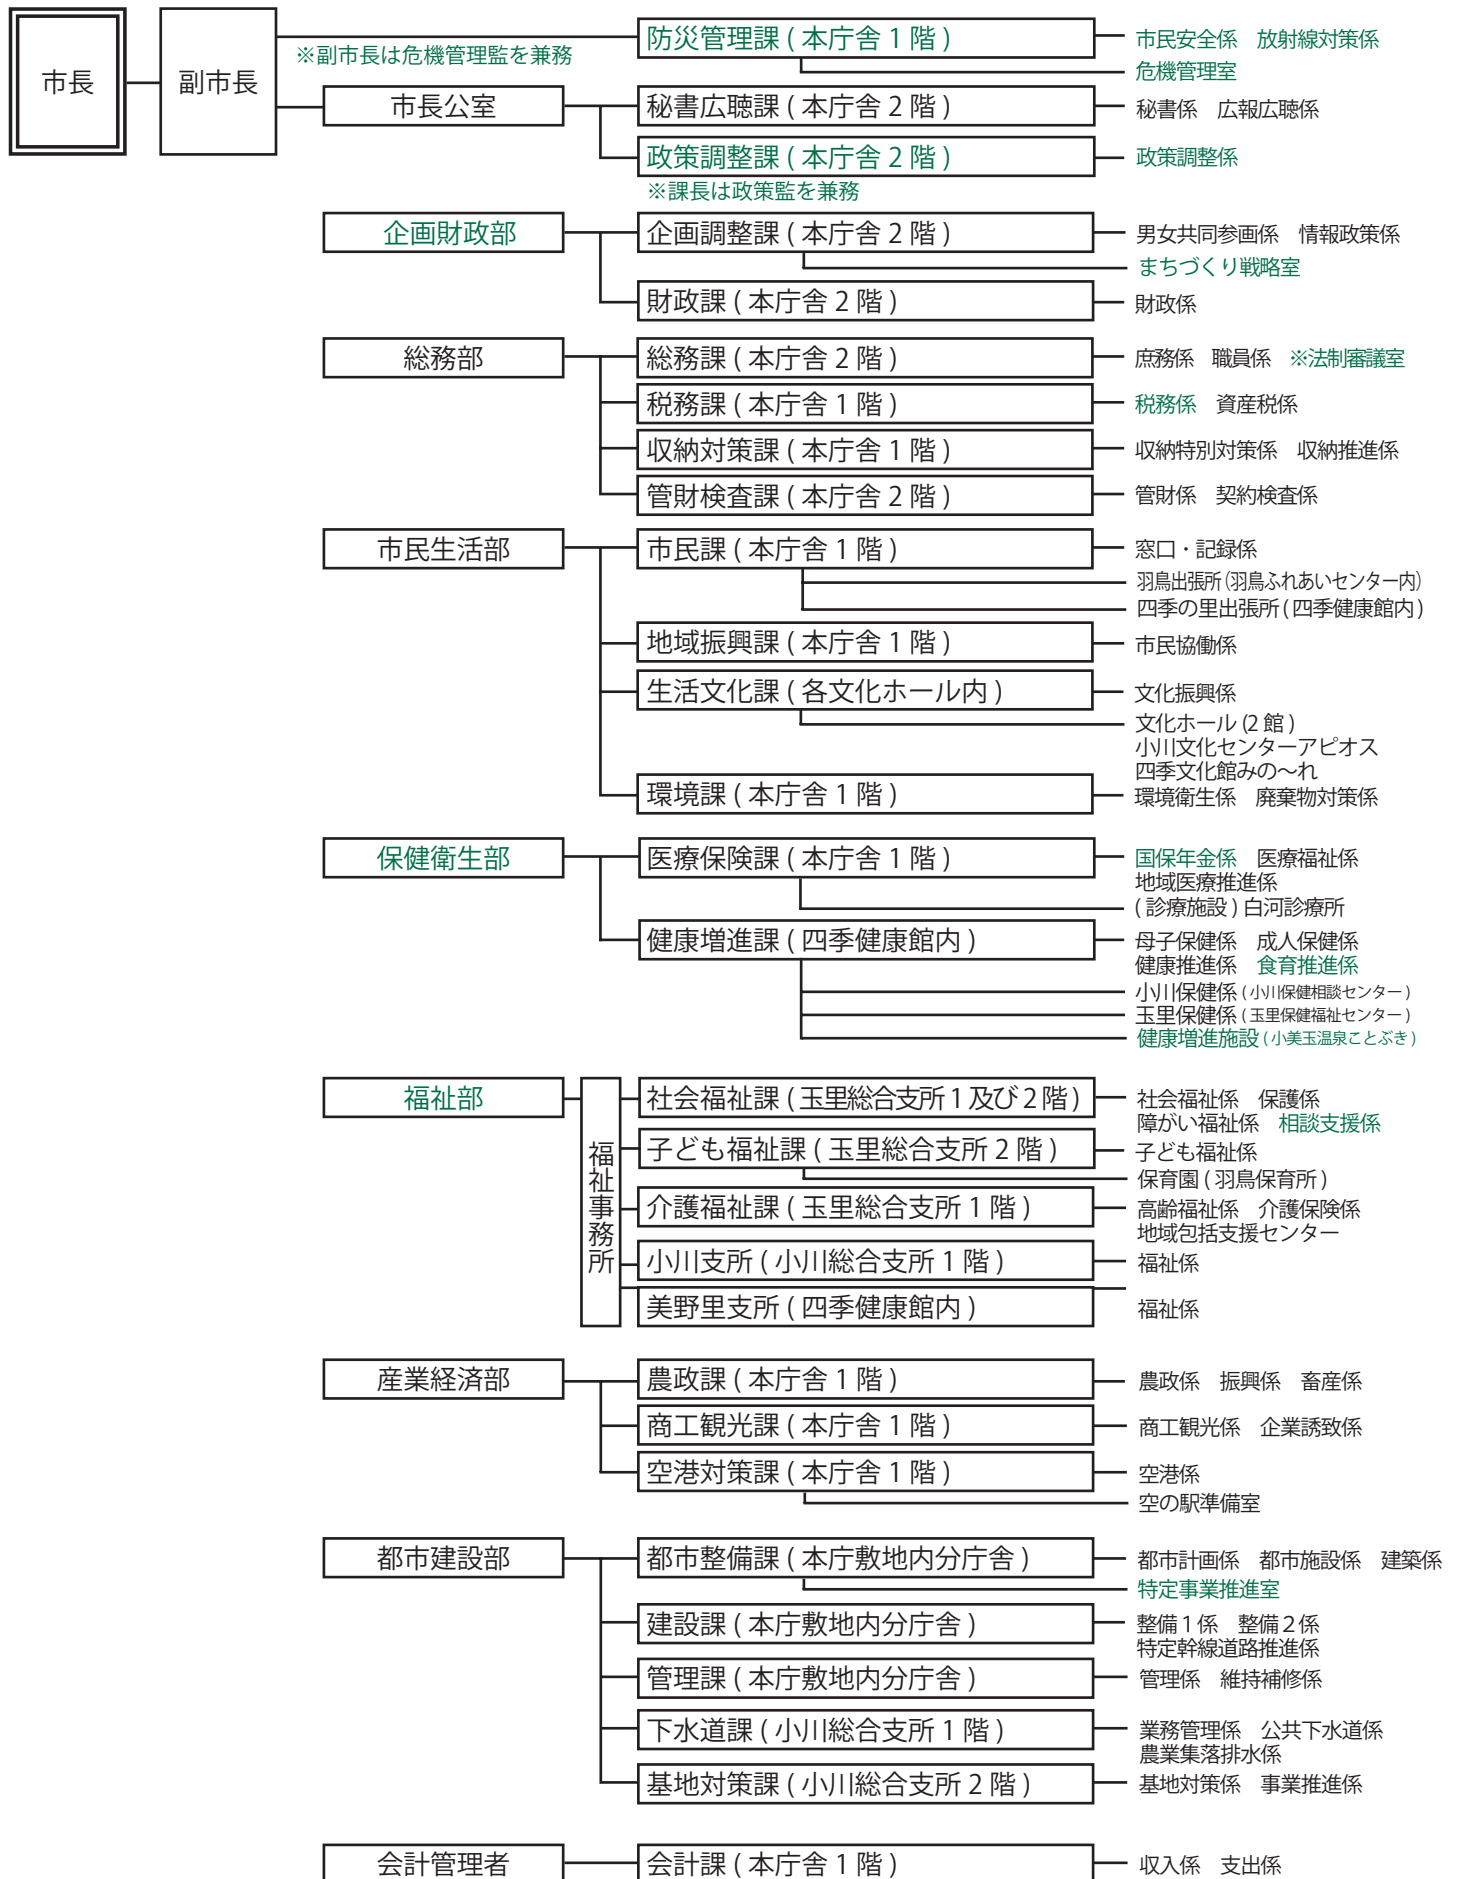 市長
副市長
※副市長は危機管理監を兼務
防災管理課 ( 本庁舎 1 階 )
市民安全係　放射線対策係
危機管理室
市長公室
秘書広聴課 ( 本庁舎 2 階 )
秘書係　広報広聴係
政策調整課 ( 本庁舎 2 階 )
政策調整係
※課長は政策監を兼務
企画財政部
企画調整課 ( 本庁舎 2 階 )
男女共同参画係　情報政策係
まちづくり戦略室
財政課 ( 本庁舎 2 階 )
財政係
総務部
総務課 ( 本庁舎 2 階 )
庶務係　職員係　※法制審議室
税務課 ( 本庁舎 1 階 )
税務係　資産税係
収納対策課 ( 本庁舎 1 階 )
収納特別対策係　収納推進係
管財検査課 ( 本庁舎 2 階 )
管財係　契約検査係
市民生活部
市民課 ( 本庁舎 1 階 )
窓口・記録係
羽鳥出張所 (羽鳥ふれあいセンター内)
四季の里出張所 ( 四季健康館内 )
地域振興課 ( 本庁舎 1 階 )
市民協働係
生活文化課 ( 各文化ホール内 )
文化振興係
文化ホール (2 館 )
小川文化センターアピオス
四季文化館みの〜れ
環境課 ( 本庁舎 1 階 )
環境衛生係　廃棄物対策係
保健衛生部
医療保険課 ( 本庁舎 1 階 )
国保年金係　医療福祉係
地域医療推進係
( 診療施設 ) 白河診療所
健康増進課 ( 四季健康館内 )
母子保健係　成人保健係
健康推進係　食育推進係
小川保健係 ( 小川保健相談センター )
玉里保健係 ( 玉里保健福祉センター )
健康増進施設 ( 小美玉温泉ことぶき )
福祉部
福祉事務所
社会福祉課 ( 玉里総合支所 1 及び 2 階 )
社会福祉係　保護係
障がい福祉係　相談支援係
子ども福祉課 ( 玉里総合支所 2 階 )
子ども福祉係
保育園 ( 羽鳥保育所 )
介護福祉課 ( 玉里総合支所 1 階 )
高齢福祉係　介護保険係
地域包括支援センター
小川支所 ( 小川総合支所 1 階 )
福祉係
美野里支所 ( 四季健康館内 )
福祉係
産業経済部
農政課 ( 本庁舎 1 階 )
農政係　振興係　畜産係
商工観光課 ( 本庁舎 1 階 )
商工観光係　企業誘致係
空港対策課 ( 本庁舎 1 階 )
空港係
空の駅準備室
都市建設部
都市整備課 ( 本庁敷地内分庁舎 )
都市計画係　都市施設係　建築係
特定事業推進室
建設課 ( 本庁敷地内分庁舎 )
整備１係　整備２係
特定幹線道路推進係
管理課 ( 本庁敷地内分庁舎 )
管理係　維持補修係
下水道課 ( 小川総合支所 1 階 )
業務管理係　公共下水道係
農業集落排水係
基地対策課 ( 小川総合支所 2 階 )
基地対策係　事業推進係
会計管理者
会計課 ( 本庁舎 1 階 )
収入係　支出係